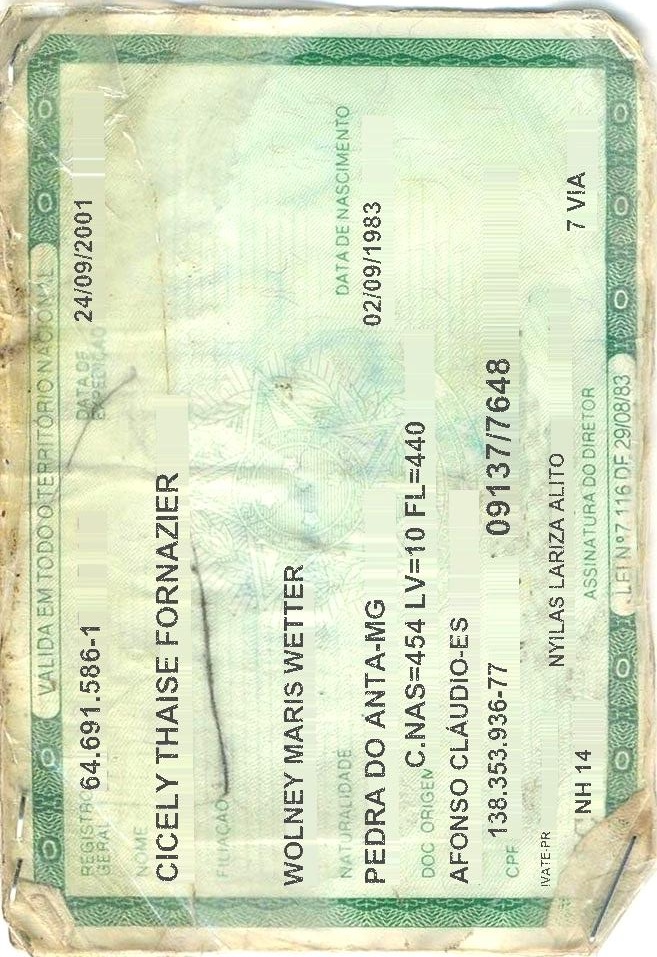 VALIDA EM TODO O TERRITÓRIO NACIONAL
REGISTRO GERAL 64.691.586-1 DATA DE EXPEDIÇÃO 24/09/2001
NOME
CICELY THAISE FORNAZIER
FILIAÇÃO
WOLNEY MARIS WETTER
NATURALIDADE DATA DE NASCIMENTO
PEDRA DO ANTA-MG 02/09/1983
DOC ORIGEM C.NAS=454 LV=10 FL=440
AFONSO CLÁUDIO-ES
CPF 138.353.936-77 09137/7648
IVATE-PR
NYILAS LARIZA ALITO
NH 14 7 VIA
ASSINATURA DO DIRETOR
LEI Nº 7 116 DE 29/08/83